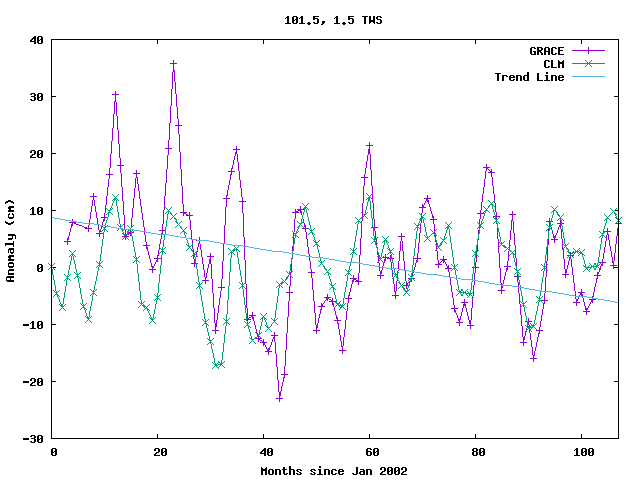 101.5, 1.5 TWS
GRACE
CLM
Trend Line
Anomaly (cm)
40
30
20
10
0
-10
-20
-30
0 20 40 60 80 100
Months since Jan 2002